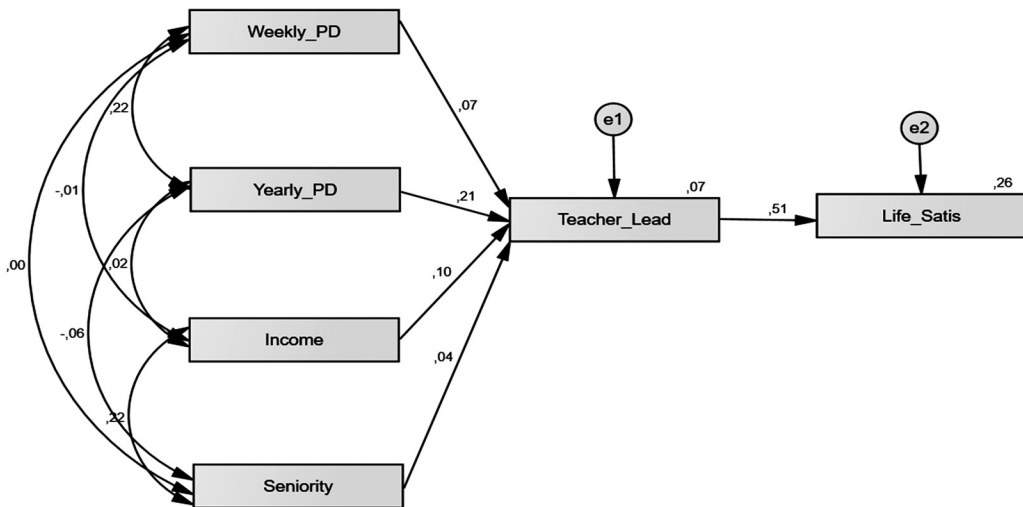 Weekly_PD
,22
,07
e1
e2
-,01
Yearly_PD
,21
,07
Teacher_Lead
,51
,26
Life_Satis
,00
,02
,10
-,06
Income
,04
,22
Seniority